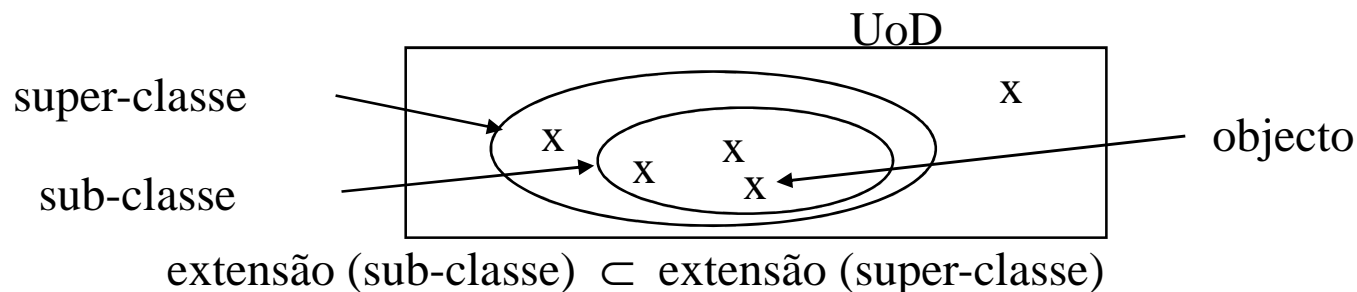 UoD
super-classe
x
x
objecto
x
x
sub-classe
x
extensão (sub-classe) ⊂ extensão (super-classe)